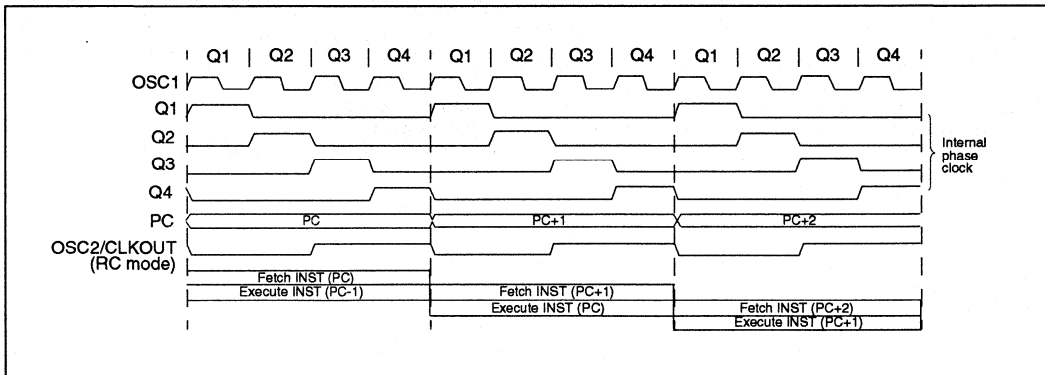 Q1 | Q2 | Q3 | Q4 | Q1 | Q2 | Q3 | Q4 | Q1 | Q2 | Q3 | Q4
OSC1
Q1
Q2
Q3
Q4
Internal
phase
clock
PC
PC
PC+1
PC+2
OSC2/CLKOUT
(RC mode)
Fetch INST (PC)
Execute INST (PC-1)
Fetch INST (PC+1)
Execute INST (PC)
Fetch INST (PC+2)
Execute INST (PC+1)